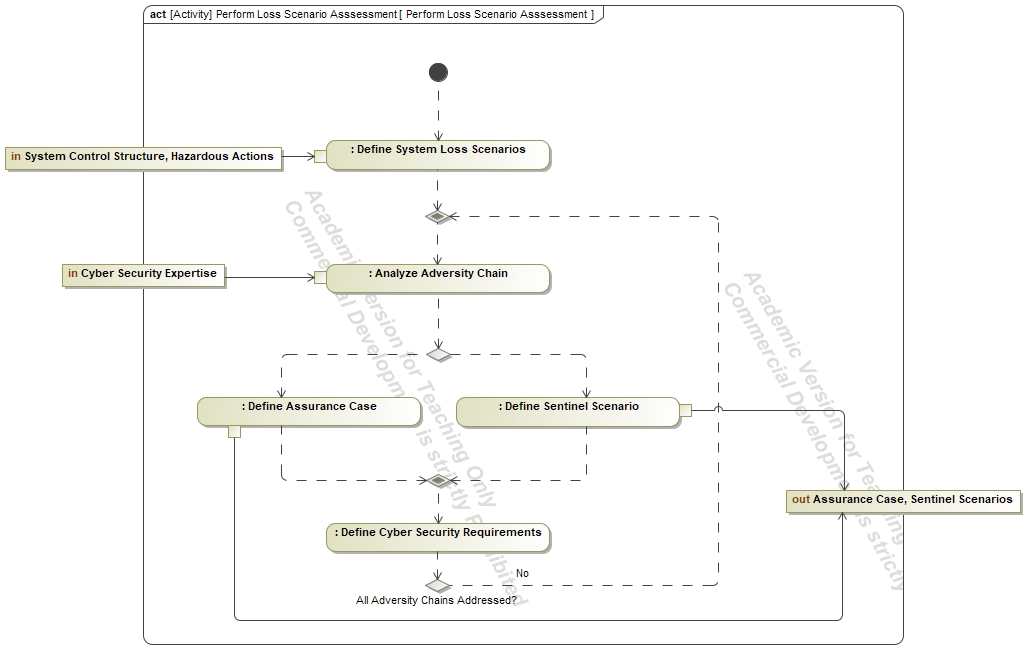 act [Activity] Perform Loss Scenario Asssessment [ Perform Loss Scenario Asssessment ]
in System Control Structure, Hazardous Actions
: Define System Loss Scenarios
in Cyber Security Expertise
: Analyze Adversity Chain
: Define Assurance Case
: Define Sentinel Scenario
out Assurance Case, Sentinel Scenarios
: Define Cyber Security Requirements
No
All Adversity Chains Addressed?
Academic Version for Teaching Only
Commercial Development is strictly Prohibited
Academic Version for Teaching
Commercial Development is strictly